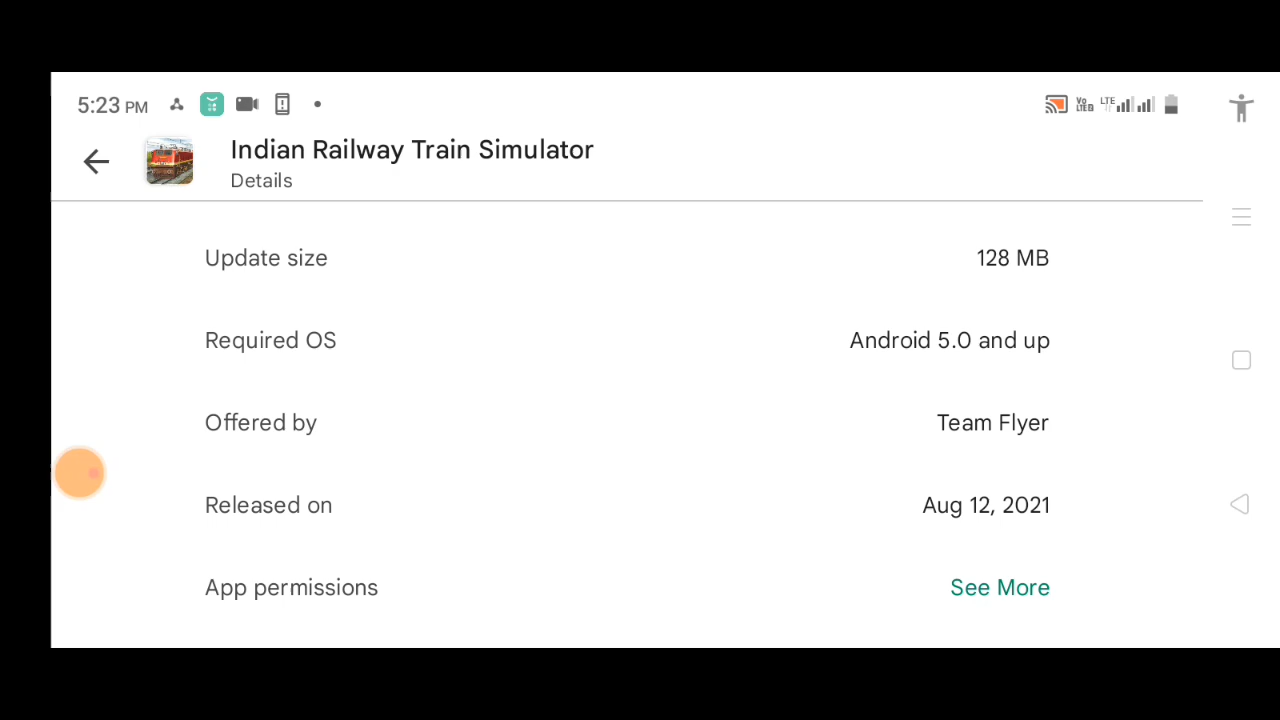 5:23 PM
Indian Railway Train Simulator
Details
Update size
128 MB
Required OS
Android 5.0 and up
Offered by
Team Flyer
Released on
Aug 12, 2021
App permissions
See More